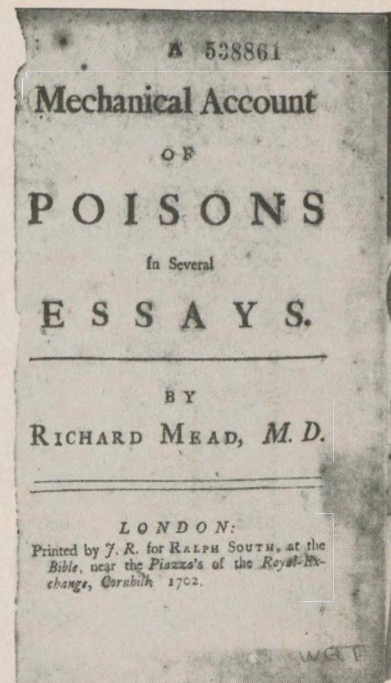 A 538861
Mechanical Account
OF
POISONS
In Several
ESSAYS.
BY
RICHARD MEAD, M. D.
LONDON:
Printed by J. R. for RALPH SOUTH, at the
Bible, near the Piazza's of the Royal-Ex-
change, Cornhill, 1702.